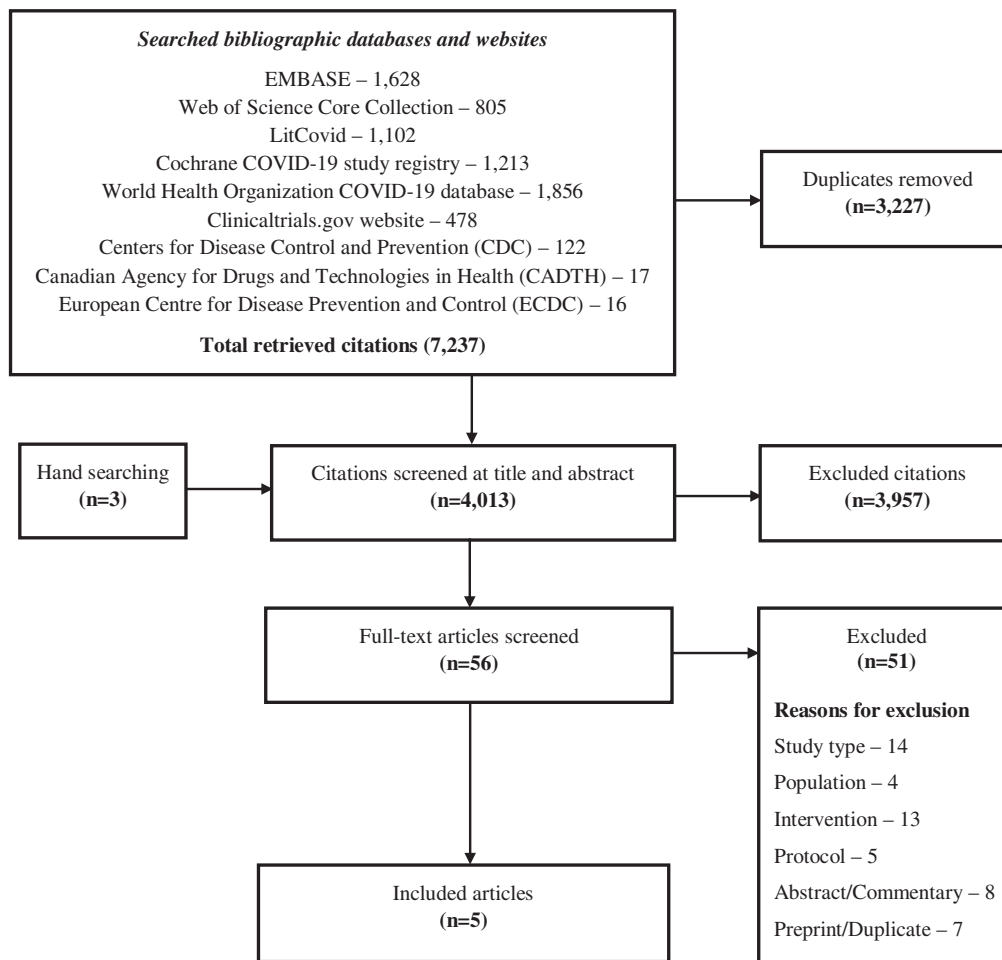 Searched bibliographic databases and websites
EMBASE – 1,628
Web of Science Core Collection – 805
LitCovid – 1,102
Cochrane COVID-19 study registry – 1,213
World Health Organization COVID-19 database – 1,856
Clinicaltrials.gov website – 478
Centers for Disease Control and Prevention (CDC) – 122
Canadian Agency for Drugs and Technologies in Health (CADTH) – 17
European Centre for Disease Prevention and Control (ECDC) – 16
Total retrieved citations (7,237)
Duplicates removed
(n=3,227)
Hand searching
(n=3)
Citations screened at title and abstract
(n=4,013)
Excluded citations
(n=3,957)
Full-text articles screened
(n=56)
Excluded
(n=51)
Reasons for exclusion
Study type – 14
Population – 4
Intervention – 13
Protocol – 5
Abstract/Commentary – 8
Preprint/Duplicate – 7
Included articles
(n=5)